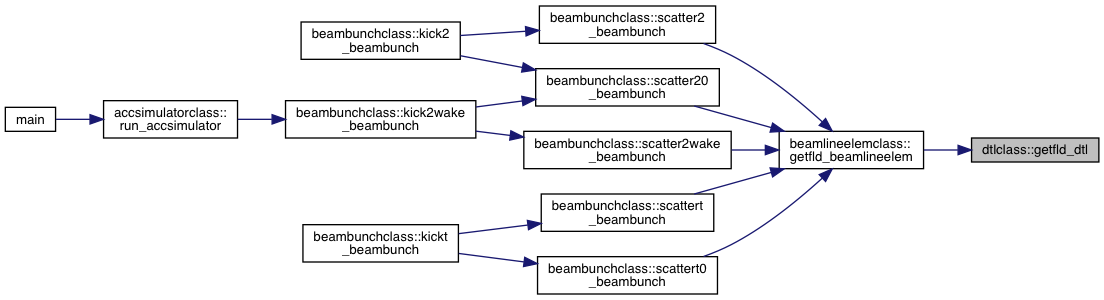 main
accsimulatorclass::
run_accsimulator
beambunchclass::kick2
_beambunch
beambunchclass::kick2wake
_beambunch
beambunchclass::kickt
_beambunch
beambunchclass::scatter2
_beambunch
beambunchclass::scatter20
_beambunch
beambunchclass::scatter2wake
_beambunch
beambunchclass::scattert
_beambunch
beambunchclass::scattert0
_beambunch
beamlineelemclass::
getfld_beamlineelem
dtlclass::getfld_dtl